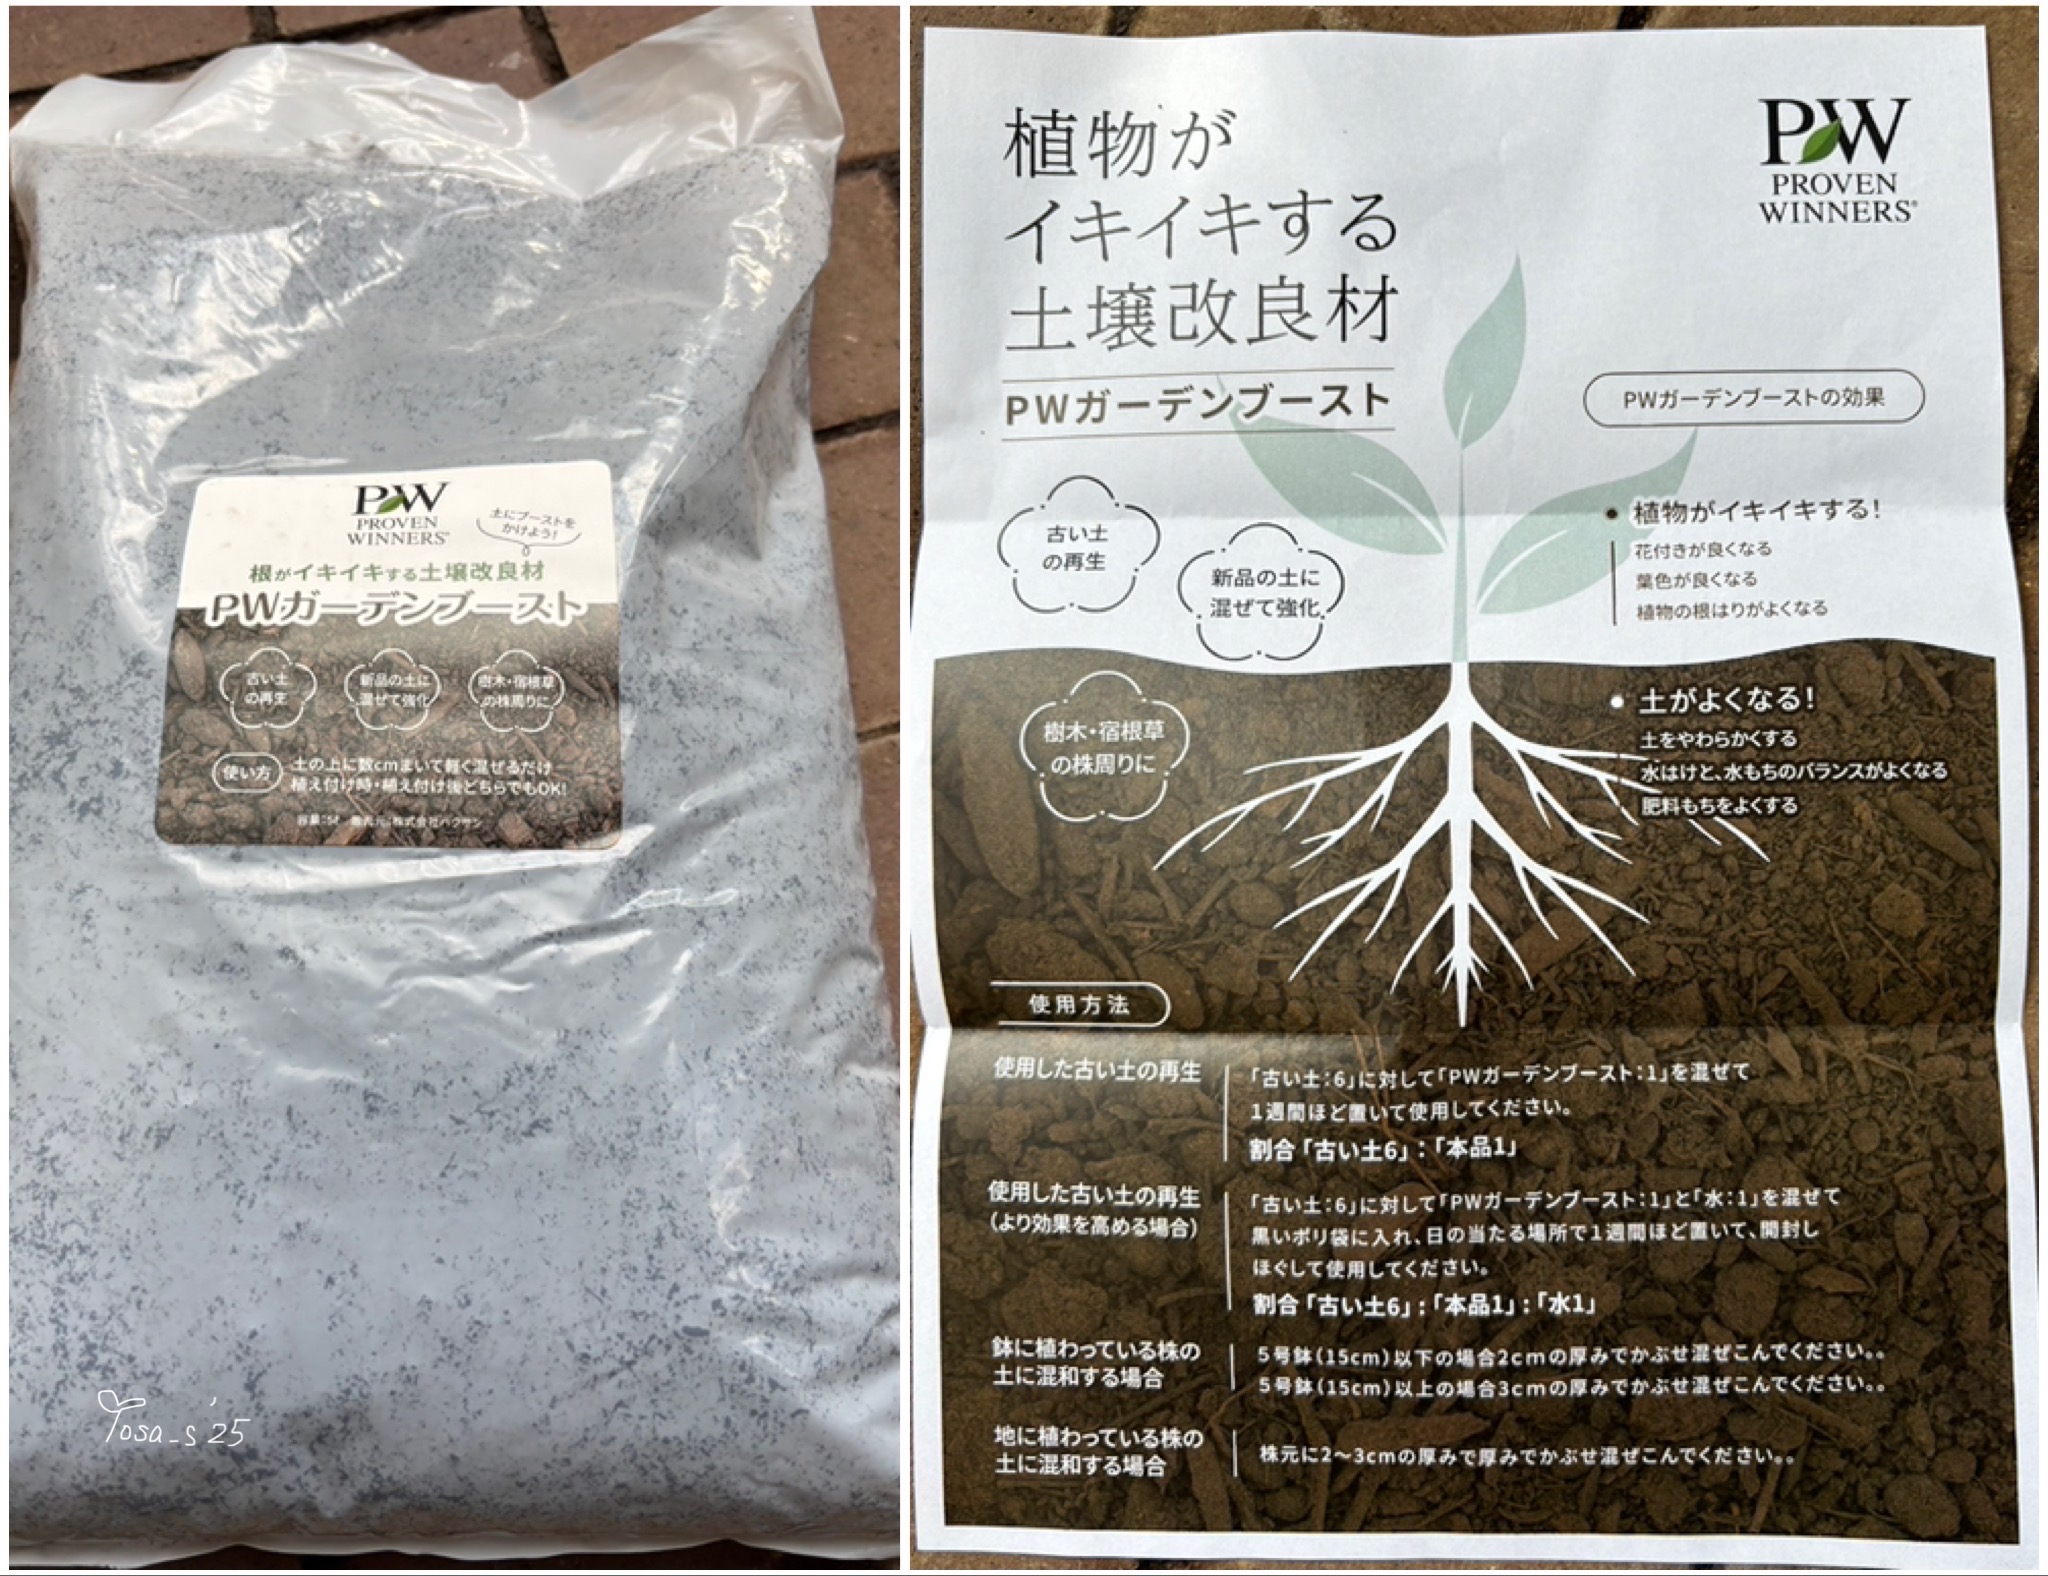 PW
PROVEN
WINNERS®
土にブーストを
かけよう!
根がイキイキする土壌改良材
PWガーデンブースト
古い土
の再生
新品の土に
混ぜて強化
樹木・宿根草
の株周りに
使い方
土の上に数cmまいて軽く混ぜるだけ
植え付け時・植え付け後どちらでもOK!
容量:5ℓ 販売元:株式会社ハクサン
Yosa_s'25
植物が
イキイキする
土壌改良材
PWガーデンブースト
PW
PROVEN
WINNERS®
PWガーデンブーストの効果
古い土
の再生
新品の土に
混ぜて強化
樹木・宿根草
の株周りに
植物がイキイキする!
花付きが良くなる
葉色が良くなる
植物の根はりがよくなる
土がよくなる!
土をやわらかくする
水はけと、水もちのバランスがよくなる
肥料もちをよくする
使用方法
使用した古い土の再生
「古い土:6」に対して「PWガーデンブースト:1」を混ぜて
1週間ほど置いて使用してください。
割合「古い土6」:「本品1」
使用した古い土の再生
(より効果を高める場合)
「古い土:6」に対して「PWガーデンブースト:1」と「水:1」を混ぜて
黒いポリ袋に入れ、日の当たる場所で1週間ほど置いて、開封し
ほぐして使用してください。
割合「古い土6」:「本品1」:「水1」
鉢に植わっている株の
土に混和する場合
5号鉢(15cm)以下の場合2cmの厚みでかぶせ混ぜこんでください。。
5号鉢(15cm)以上の場合3cmの厚みでかぶせ混ぜこんでください。。
地に植わっている株の
土に混和する場合
株元に2〜3cmの厚みで厚みでかぶせ混ぜこんでください。。